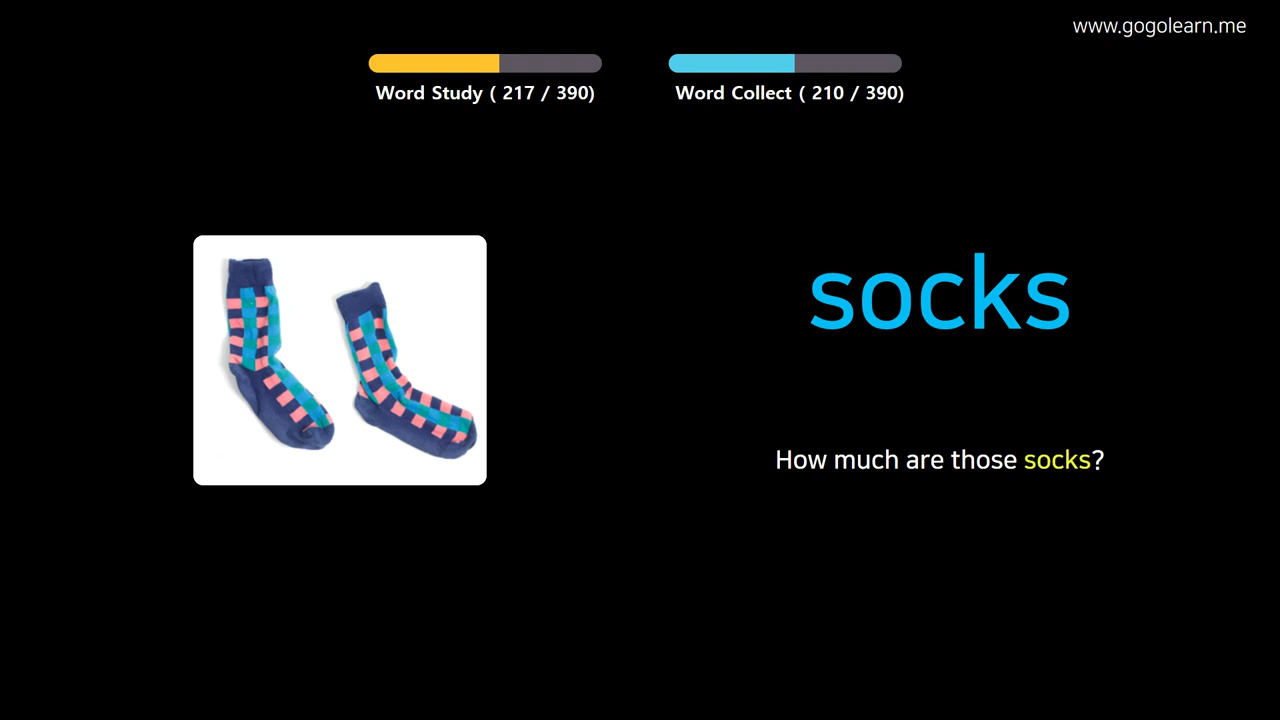 www.gogolearn.me
Word Study ( 217 / 390)
Word Collect ( 210 / 390)
socks
How much are those socks?